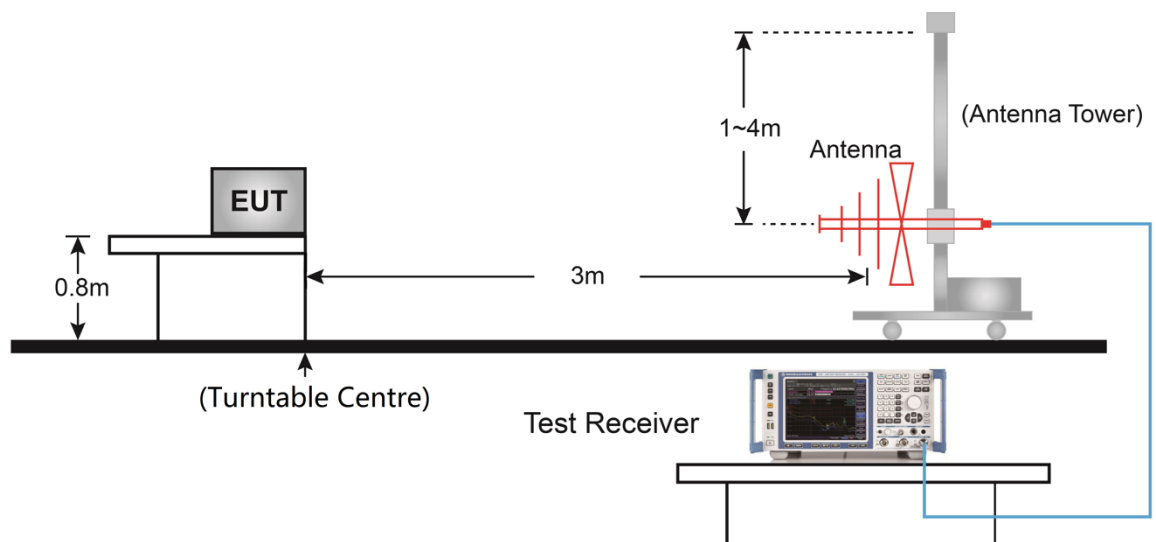 1~4m
(Antenna Tower)
Antenna
EUT
3m
0.8m
(Turntable Centre)
Test Receiver